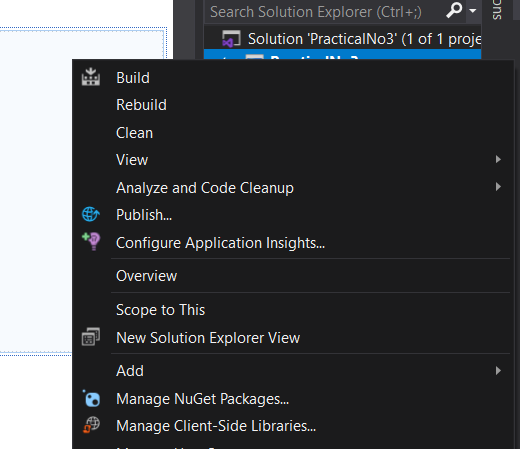 Search Solution Explorer (Ctrl+;)
Solution 'PracticalNo3' (1 of 1 proje
Build
Rebuild
Clean
View
Analyze and Code Cleanup
Publish...
Configure Application Insights...
Overview
Scope to This
New Solution Explorer View
Add
Manage NuGet Packages...
Manage Client-Side Libraries...